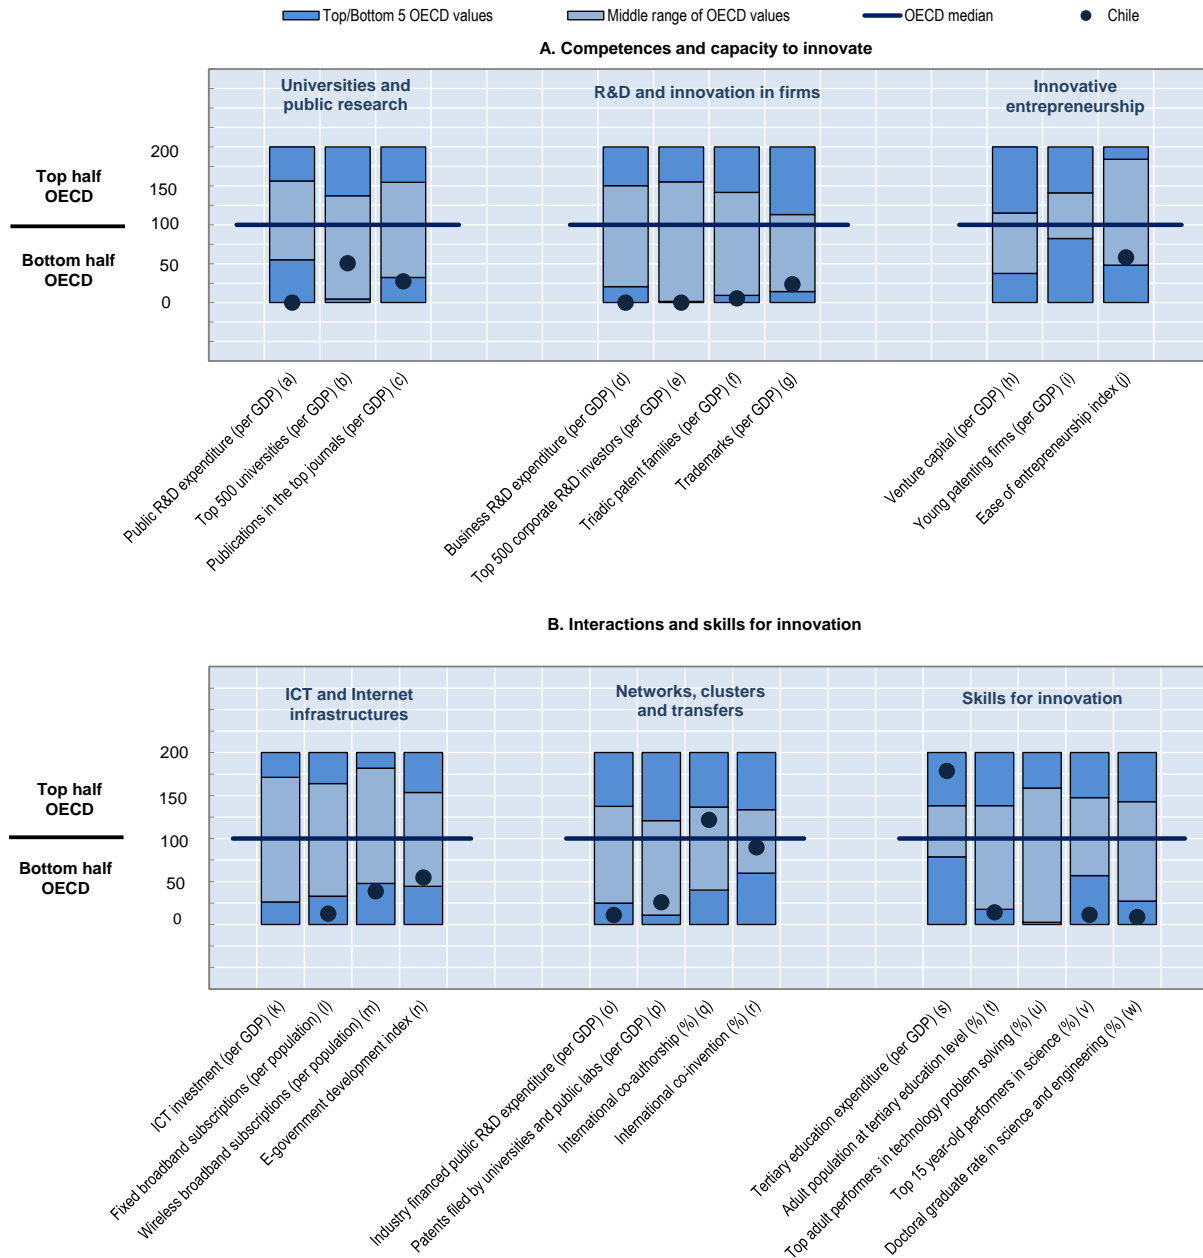 Top/Bottom 5 OECD values
Middle range of OECD values
OECD median
Chile
A. Competences and capacity to innovate
Universities and
public research
R&D and innovation in firms
Innovative
entrepreneurship
Top half
OECD
Bottom half
OECD
200
150
100
50
0
Public R&D expenditure (per GDP) (a)
Top 500 universities (per GDP) (b)
Publications in the top journals (per GDP) (c)
Business R&D expenditure (per GDP) (d)
Top 500 corporate R&D investors (per GDP) (e)
Triadic patent families (per GDP) (f)
Trademarks (per GDP) (g)
Venture capital (per GDP) (h)
Young patenting firms (per GDP) (i)
Ease of entrepreneurship index (j)
B. Interactions and skills for innovation
ICT and Internet
infrastructures
Networks, clusters
and transfers
Skills for innovation
Top half
OECD
Bottom half
OECD
200
150
100
50
0
ICT investment (per GDP) (k)
Fixed broadband subscriptions (per population) (l)
Wireless broadband subscriptions (per population) (m)
E-government development index (n)
Industry financed public R&D expenditure (per GDP) (o)
Patents filed by universities and public labs (per GDP) (p)
International co-authorship (%) (q)
International co-invention (%) (r)
Tertiary education expenditure (per GDP) (s)
Adult population at tertiary education level (%) (t)
Top adult performers in technology problem solving (%) (u)
Top 15 year-old performers in science (%) (v)
Doctoral graduate rate in science and engineering (%) (w)